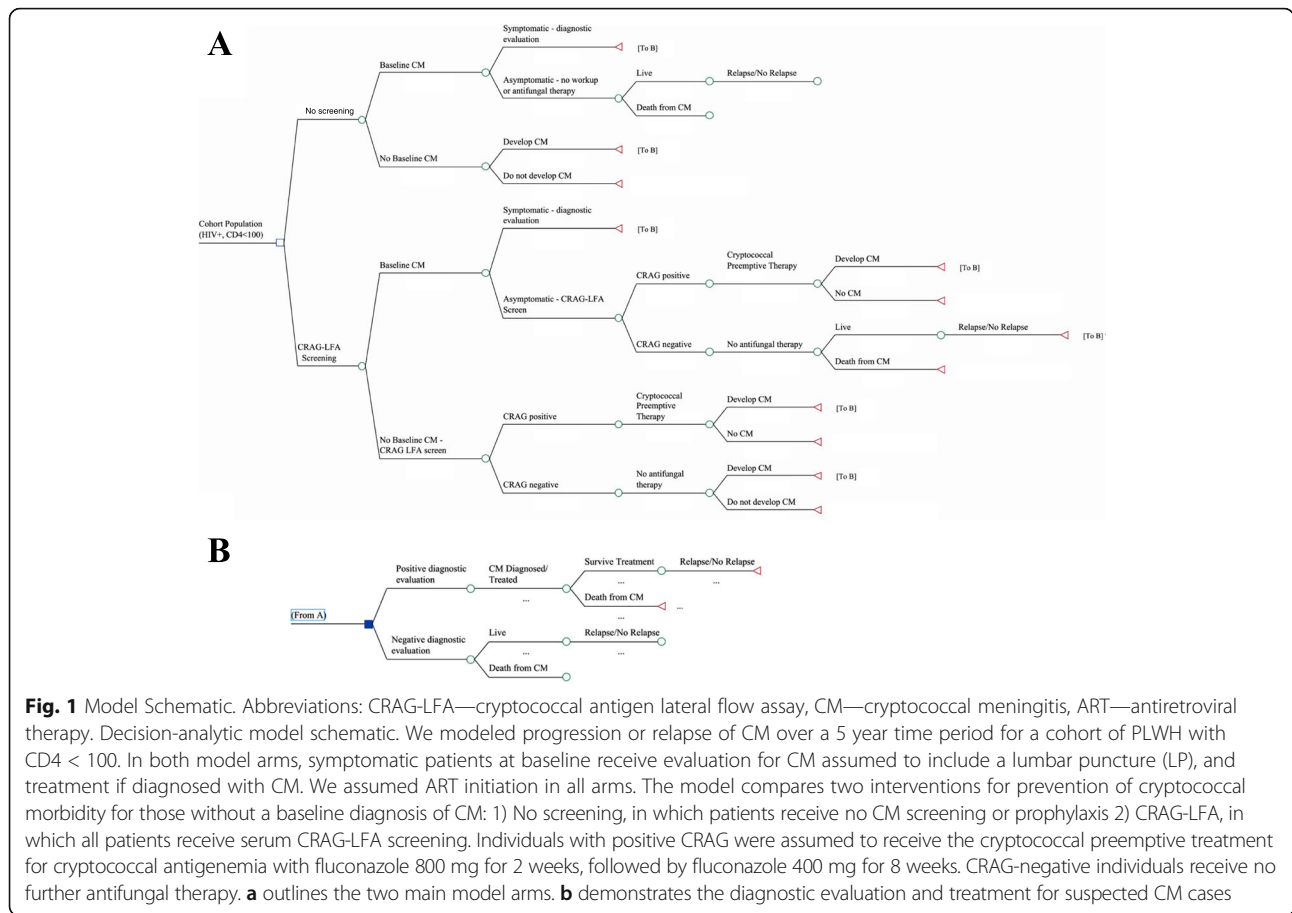 A
Symptomatic - diagnostic
evaluation
[To B]
Baseline CM
Asymptomatic - no workup
or antifungal therapy
Live
Relapse/No Relapse
Death from CM
No screening
Develop CM
[To B]
No Baseline CM
Do not develop CM
Cohort Population
(HIV+, CD4<100)
Symptomatic - diagnostic
evaluation
[To B]
Baseline CM
Cryptococcal
Preemptive Therapy
Develop CM
[To B]
CRAG positive
No CM
Asymptomatic - CRAG-LFA
Screen
Live
Relapse/No Relapse
[To B]
CRAG negative
No antifungal therapy
Death from CM
CRAG-LFA
Screening
Cryptococcal
Preemptive
Therapy
Develop CM
[To B]
CRAG positive
No CM
No Baseline CM -
CRAG LFA screen
Develop CM
[To B]
CRAG negative
No antifungal
therapy
Do not develop CM
B
Positive diagnostic
evaluation
CM Diagnosed/
Treated
...
Survive Treatment
...
Relapse/No Relapse
...
Death from CM
...
...
(From A)
Negative diagnostic
evaluation
Live
...
Relapse/No Relapse
...
Death from CM
Fig. 1 Model Schematic. Abbreviations: CRAG-LFA—cryptococcal antigen lateral flow assay, CM—cryptococcal meningitis, ART—antiretroviral
therapy. Decision-analytic model schematic. We modeled progression or relapse of CM over a 5 year time period for a cohort of PLWH with
CD4 < 100. In both model arms, symptomatic patients at baseline receive evaluation for CM assumed to include a lumbar puncture (LP), and
treatment if diagnosed with CM. We assumed ART initiation in all arms. The model compares two interventions for prevention of cryptococcal
morbidity for those without a baseline diagnosis of CM: 1) No screening, in which patients receive no CM screening or prophylaxis 2) CRAG-LFA, in
which all patients receive serum CRAG-LFA screening. Individuals with positive CRAG were assumed to receive the cryptococcal preemptive treatment
for cryptococcal antigenemia with fluconazole 800 mg for 2 weeks, followed by fluconazole 400 mg for 8 weeks. CRAG-negative individuals receive no
further antifungal therapy. a outlines the two main model arms. b demonstrates the diagnostic evaluation and treatment for suspected CM cases